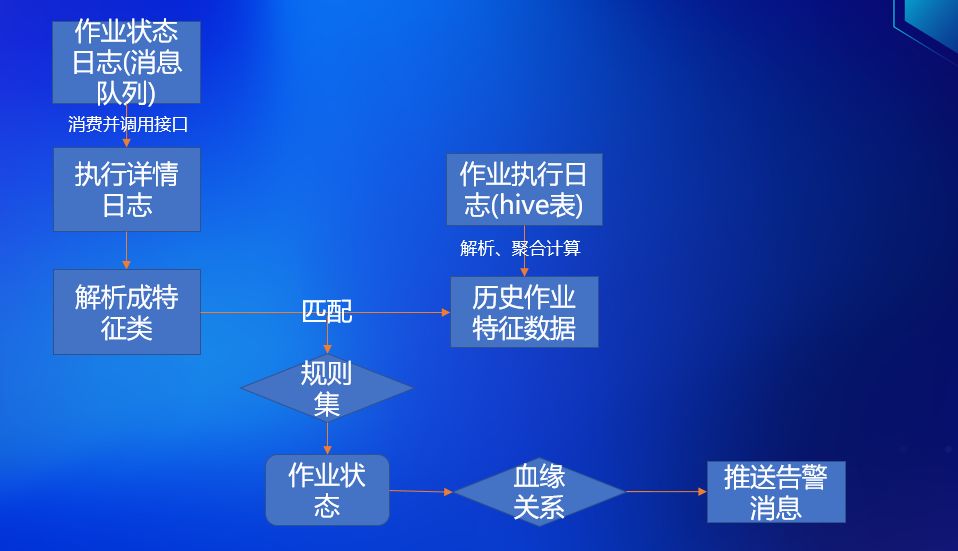 作业状态
日志(消息
队列)
消费并调用接口
执行详情
日志
作业执行日
志(hive表)
解析、聚合计算
解析成特
征类
匹配
历史作业
特征数据
规则
集
作业状
态
血缘
关系
推送告警
消息